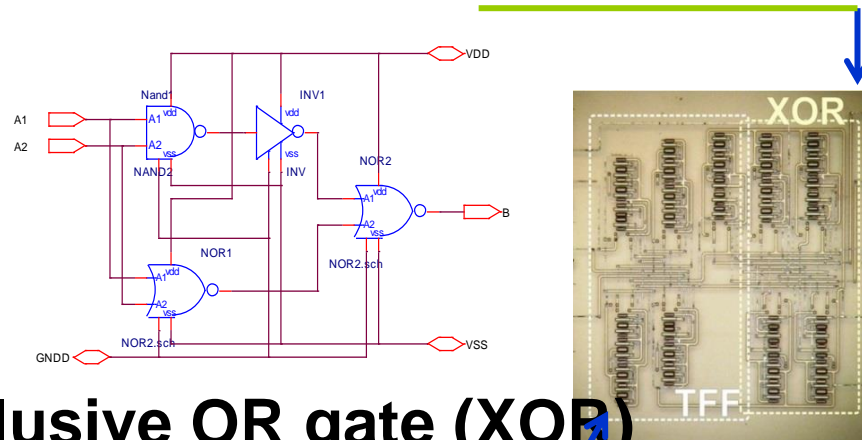 VDD
Nand1
INV1
A1
A1
vdd
vdd
A2
A2
vss
vss
NAND2
INV
NOR2
vdd
A1
A2
vss
B
NOR1
NOR2.sch
vdd
A1
A2
vss
NOR2.sch
VSS
GNDD
XOR
TFF
lusive OR gate (XOR)